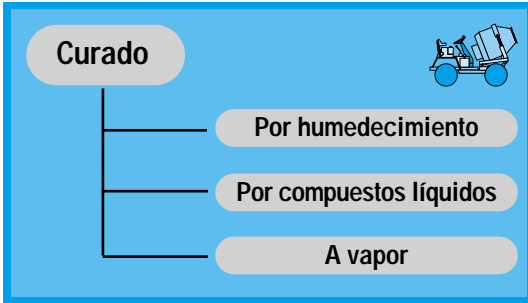 Curado
Por humedecimiento
Por compuestos líquidos
A vapor